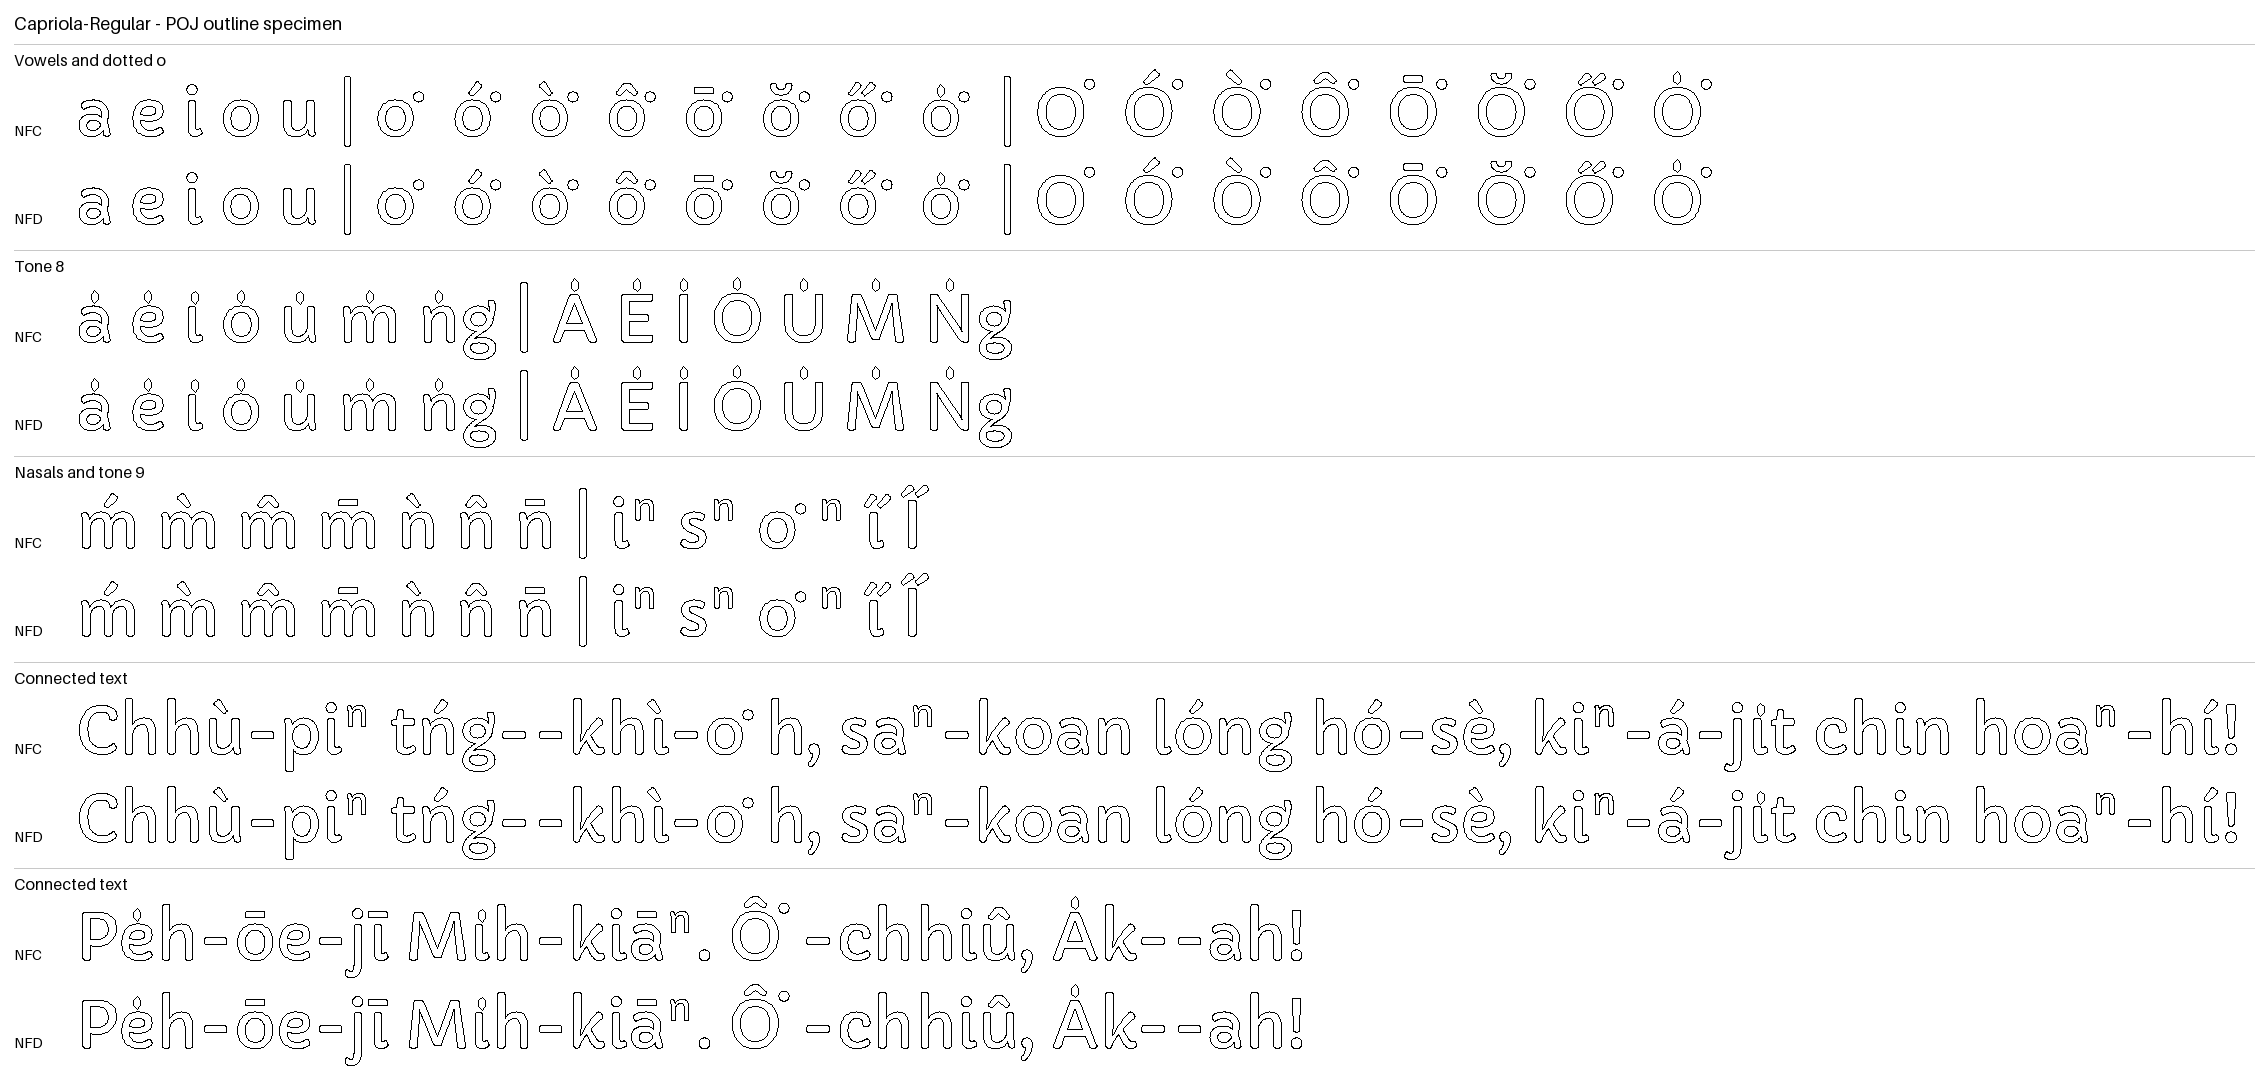 Capriola-Regular - POJ outline specimen
Vowels and dotted o
NFC a e i o u | o͘ ó͘ ò͘ ô͘ ō͘ ŏ͘ ő͘ o̍͘ | O͘ Ó͘ Ò͘ Ô͘ Ō͘ Ŏ͘ Ő͘ O̍͘
NFD a e i o u | o͘ ó͘ ò͘ ô͘ ō͘ ŏ͘ ő͘ o̍͘ | O͘ Ó͘ Ò͘ Ô͘ Ō͘ Ŏ͘ Ő͘ O̍͘
Tone 8
NFC a̍ e̍ i̍ o̍ u̍ m̍ n̍g | A̍ E̍ I̍ O̍ U̍ M̍ N̍g
NFD a̍ e̍ i̍ o̍ u̍ m̍ n̍g | A̍ E̍ I̍ O̍ U̍ M̍ N̍g
Nasals and tone 9
NFC ḿ m̀ m̂ m̄ ǹ n̂ n̄ | iⁿ sⁿ o͘ⁿ i̋ I̋
NFD ḿ m̀ m̂ m̄ ǹ n̂ n̄ | iⁿ sⁿ o͘ⁿ i̋ I̋
Connected text
NFC Chhù-piⁿ tńg--khì-o͘h, saⁿ-koan lóng hó-sè, kiⁿ-á-ji̍t chin hoaⁿ-hí!
NFD Chhù-piⁿ tńg--khì-o͘h, saⁿ-koan lóng hó-sè, kiⁿ-á-ji̍t chin hoaⁿ-hí!
Connected text
NFC Pe̍h-ōe-jī Mi̍h-kiāⁿ. Ô͘-chhiû, A̍k--ah!
NFD Pe̍h-ōe-jī Mi̍h-kiāⁿ. Ô͘-chhiû, A̍k--ah!